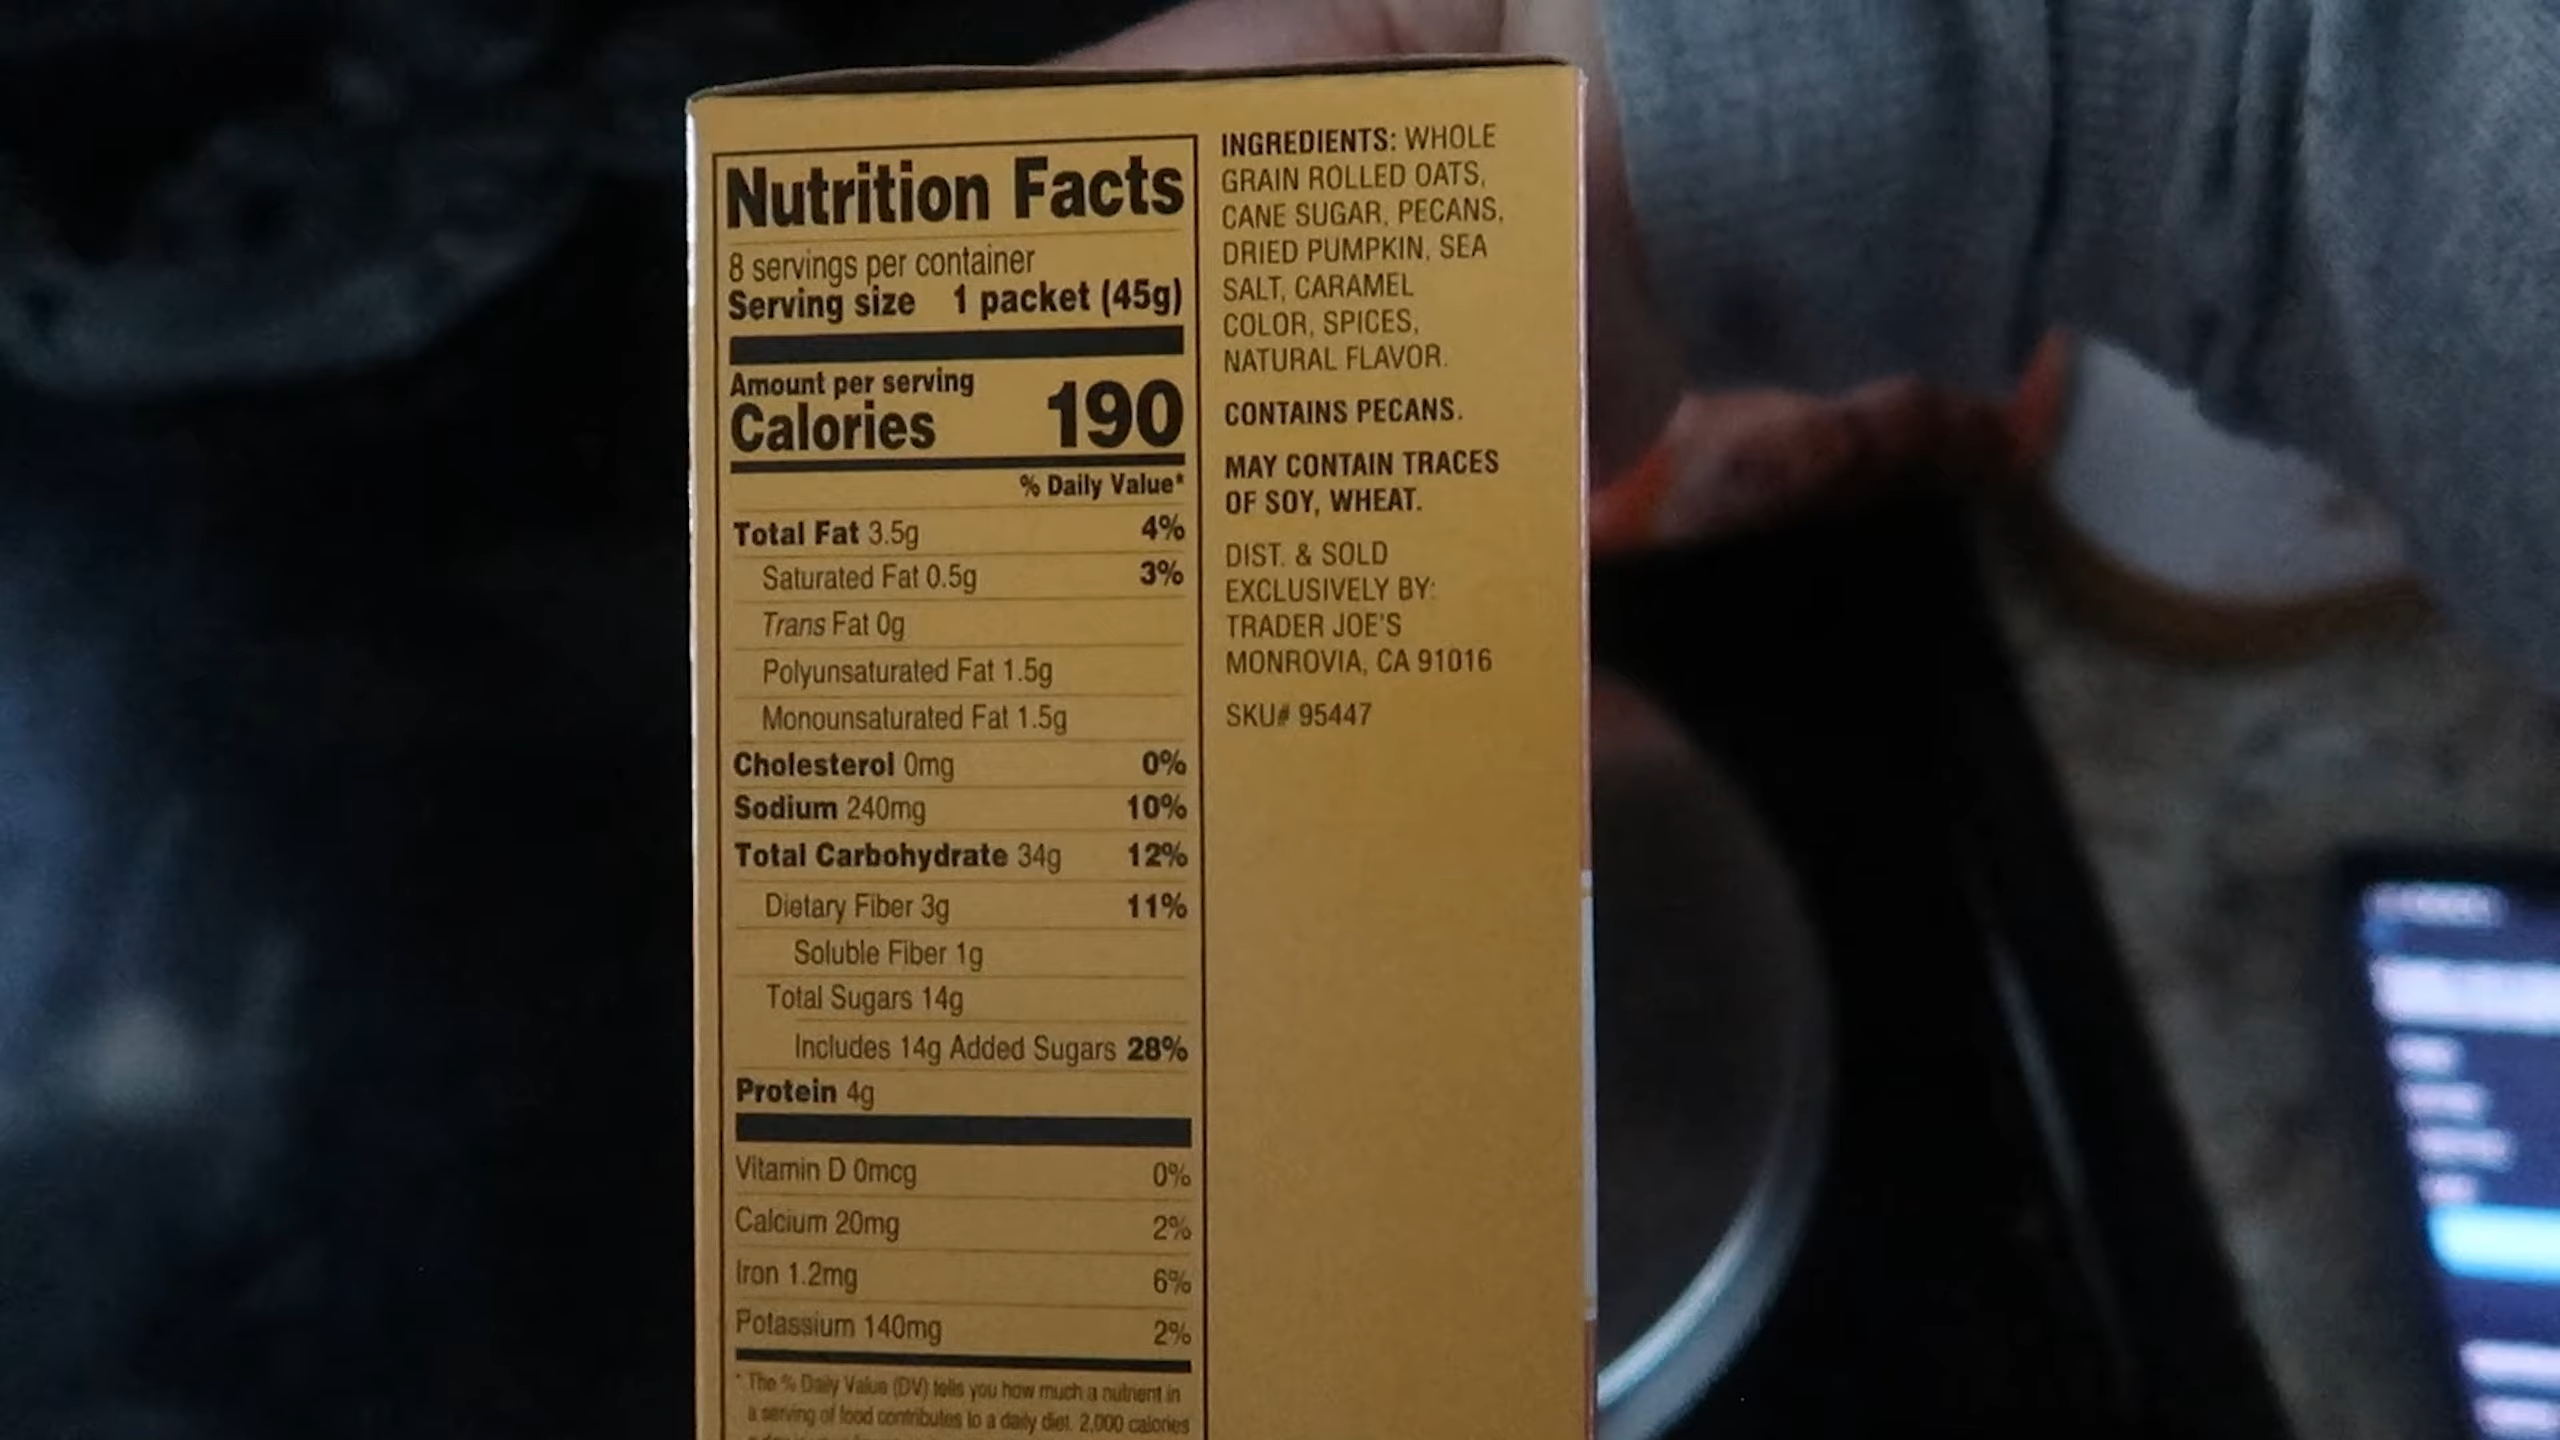 Nutrition Facts
8 servings per container
Serving size 1 packet (45g)
Amount per serving
Calories 190
% Daily Value*
Total Fat 3.5g 4%
Saturated Fat 0.5g 3%
Trans Fat 0g
Polyunsaturated Fat 1.5g
Monounsaturated Fat 1.5g
Cholesterol 0mg 0%
Sodium 240mg 10%
Total Carbohydrate 34g 12%
Dietary Fiber 3g 11%
Soluble Fiber 1g
Total Sugars 14g
Includes 14g Added Sugars 28%
Protein 4g
Vitamin D 0mcg 0%
Calcium 20mg 2%
Iron 1.2mg 6%
Potassium 140mg 2%
* The % Daily Value (DV) tells you how much a nutrient in
a serving of food contributes to a daily diet. 2,000 calories
INGREDIENTS: WHOLE
GRAIN ROLLED OATS,
CANE SUGAR, PECANS,
DRIED PUMPKIN, SEA
SALT, CARAMEL
COLOR, SPICES,
NATURAL FLAVOR.
CONTAINS PECANS.
MAY CONTAIN TRACES
OF SOY, WHEAT.
DIST. & SOLD
EXCLUSIVELY BY:
TRADER JOE'S
MONROVIA, CA 91016
SKU# 95447